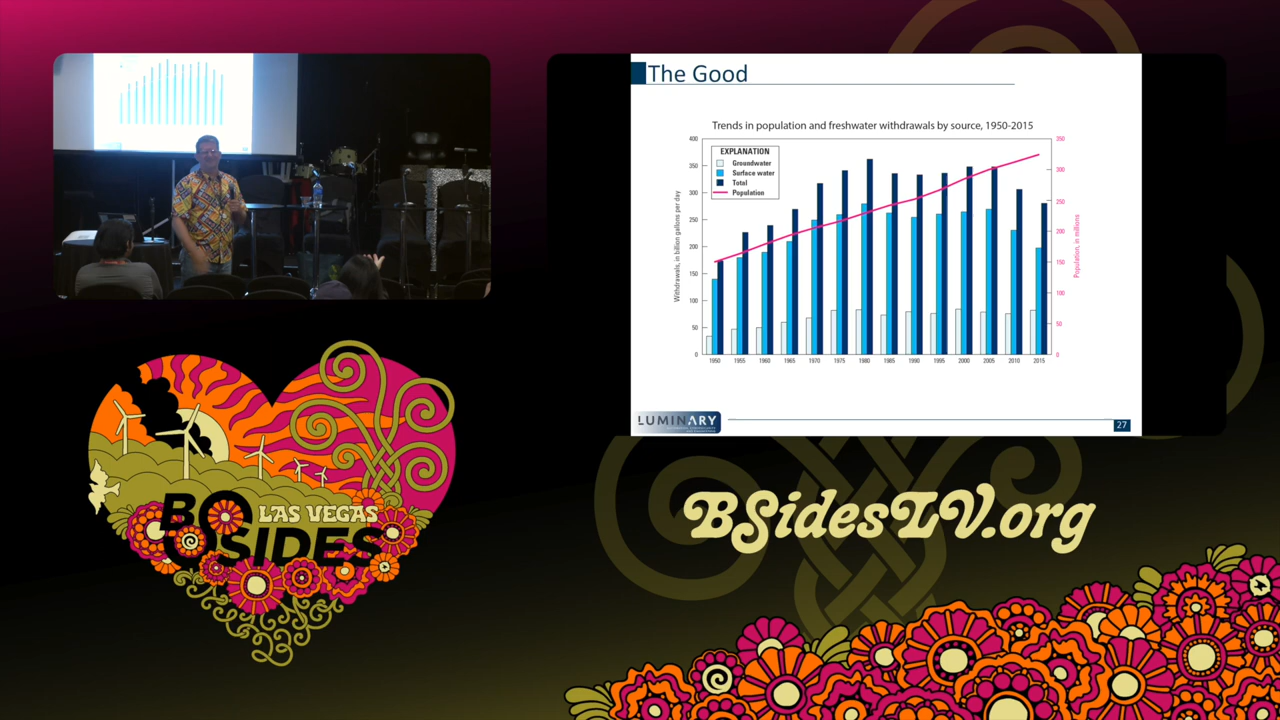 The Good
Trends in population and freshwater withdrawals by source, 1950-2015
EXPLANATION
Groundwater
Surface water
Total
Population
Withdrawals, in billion gallons per day
400
350
300
250
200
150
100
50
0
Population, in millions
350
300
250
200
150
100
50
0
1950 1955 1960 1965 1970 1975 1980 1985 1990 1995 2000 2005 2010 2015
LUMINARY
27
BSIDES
LAS VEGAS
BSidesLV.org